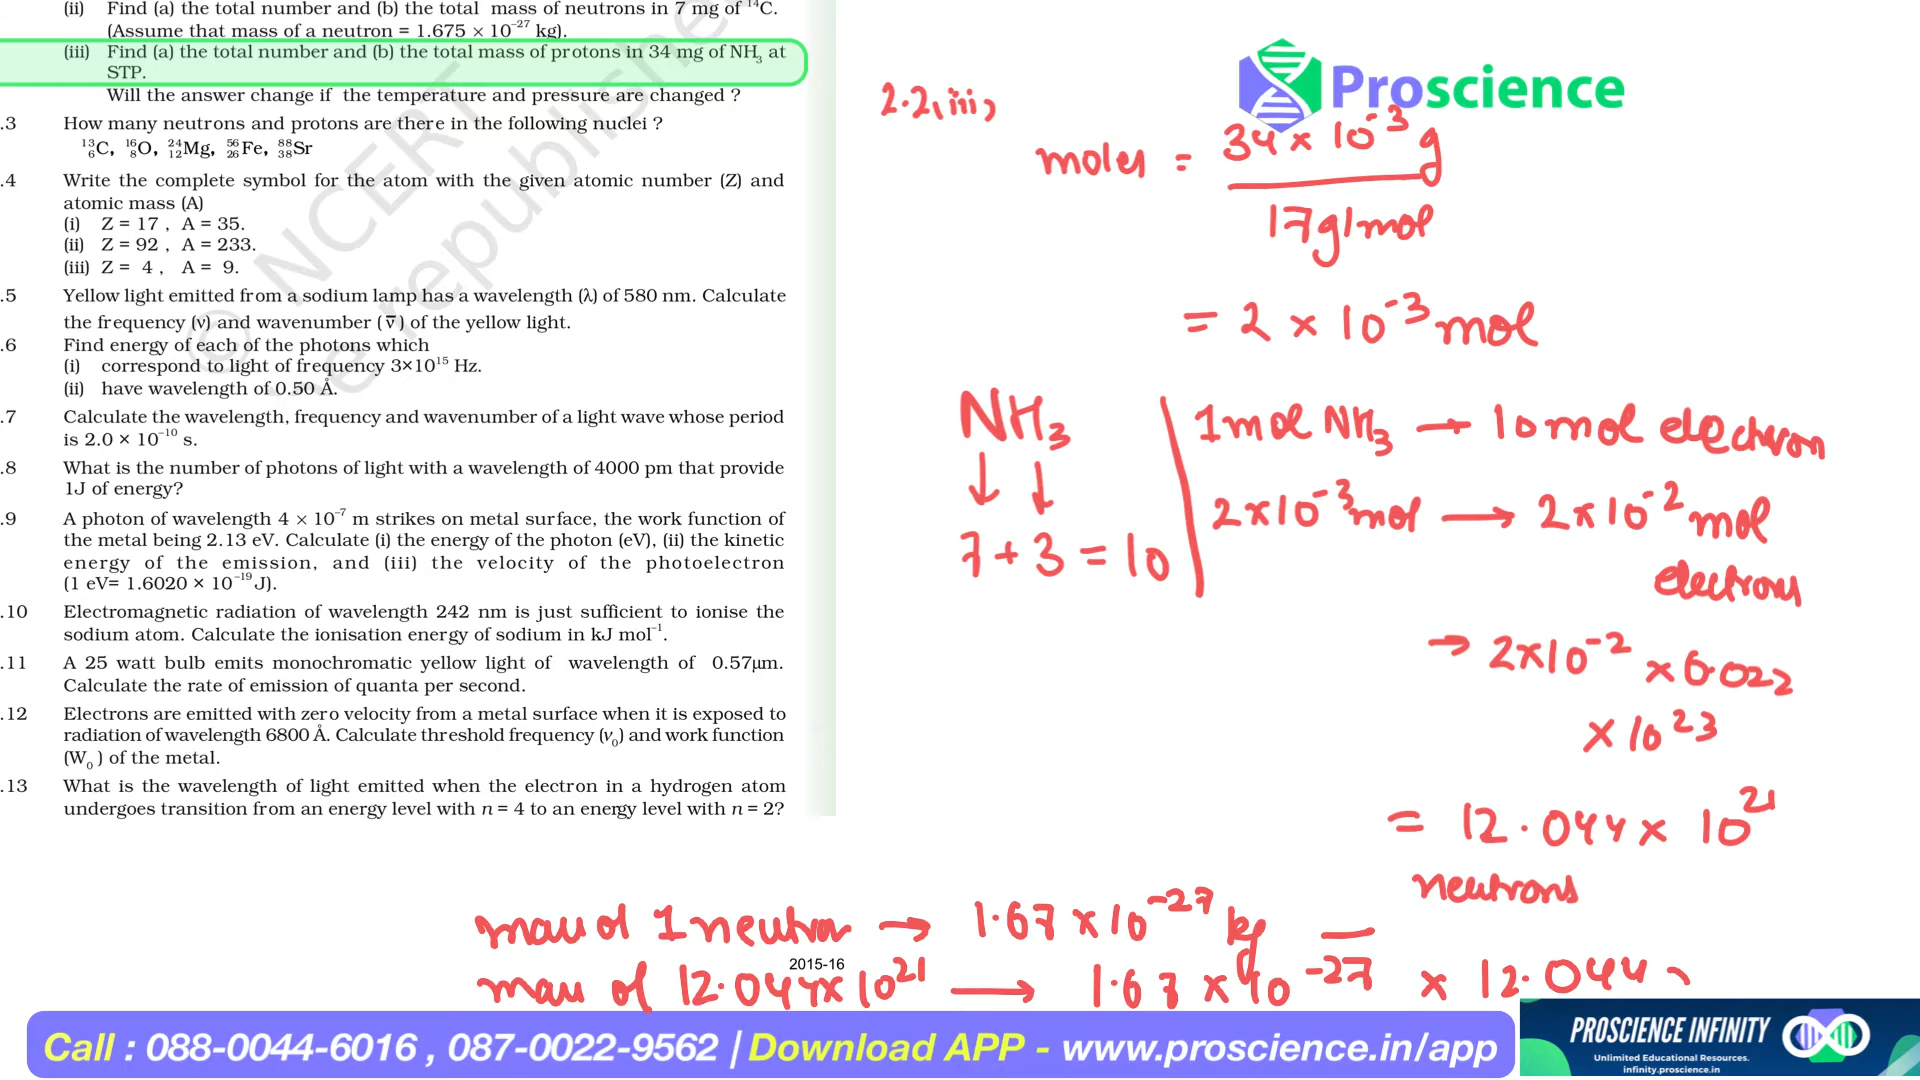 (ii) Find (a) the total number and (b) the total mass of neutrons in 7 mg of ¹⁴C.
(Assume that mass of a neutron = 1.675 × 10⁻²⁷ kg).
(iii) Find (a) the total number and (b) the total mass of protons in 34 mg of NH₃ at
STP.
Will the answer change if the temperature and pressure are changed ?
.3 How many neutrons and protons are there in the following nuclei ?
¹³₆C, ¹⁶₈O, ²⁴₁₂Mg, ⁵⁶₂₆Fe, ⁸⁸₃₈Sr
.4 Write the complete symbol for the atom with the given atomic number (Z) and
atomic mass (A)
(i) Z = 17 , A = 35.
(ii) Z = 92 , A = 233.
(iii) Z = 4 , A = 9.
.5 Yellow light emitted from a sodium lamp has a wavelength (λ) of 580 nm. Calculate
the frequency (ν) and wavenumber ( ν̅ ) of the yellow light.
.6 Find energy of each of the photons which
(i) correspond to light of frequency 3×10¹⁵ Hz.
(ii) have wavelength of 0.50 Å.
.7 Calculate the wavelength, frequency and wavenumber of a light wave whose period
is 2.0 × 10⁻¹⁰ s.
.8 What is the number of photons of light with a wavelength of 4000 pm that provide
1J of energy?
.9 A photon of wavelength 4 × 10⁻⁷ m strikes on metal surface, the work function of
the metal being 2.13 eV. Calculate (i) the energy of the photon (eV), (ii) the kinetic
energy of the emission, and (iii) the velocity of the photoelectron
(1 eV= 1.6020 × 10⁻¹⁹ J).
.10 Electromagnetic radiation of wavelength 242 nm is just sufficient to ionise the
sodium atom. Calculate the ionisation energy of sodium in kJ mol⁻¹.
.11 A 25 watt bulb emits monochromatic yellow light of wavelength of 0.57µm.
Calculate the rate of emission of quanta per second.
.12 Electrons are emitted with zero velocity from a metal surface when it is exposed to
radiation of wavelength 6800 Å. Calculate threshold frequency (ν₀) and work function
(W₀ ) of the metal.
.13 What is the wavelength of light emitted when the electron in a hydrogen atom
undergoes transition from an energy level with n = 4 to an energy level with n = 2?
© NCERT
be republished
Proscience
2.2, iii,
moles = 34 × 10⁻³ g
17 g/mol
= 2 × 10⁻³ mol
NH₃
↓ ↓
7 + 3 = 10
1 mol NH₃ → 10 mol electron
2×10⁻³ mol → 2×10⁻² mol
electrons
→ 2×10⁻² × 6.022
× 10²³
= 12.044 × 10²¹
neutrons
mass of 1 neutron → 1.67 × 10⁻²⁷ kg —
2015-16
mass of 12.044×10²¹ → 1.67 × 10⁻²⁷ × 12.044
Call : 088-0044-6016 , 087-0022-9562 | Download APP - www.proscience.in/app
PROSCIENCE INFINITY
Unlimited Educational Resources.
infinity.proscience.in